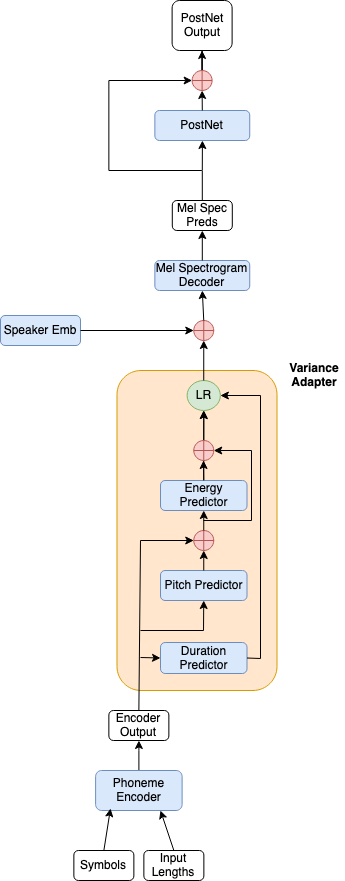 PostNet
Output
PostNet
Mel Spec
Preds
Mel Spectrogram
Decoder
Speaker Emb
Variance
Adapter
LR
Energy
Predictor
Pitch Predictor
Duration
Predictor
Encoder
Output
Phoneme
Encoder
Symbols
Input
Lengths